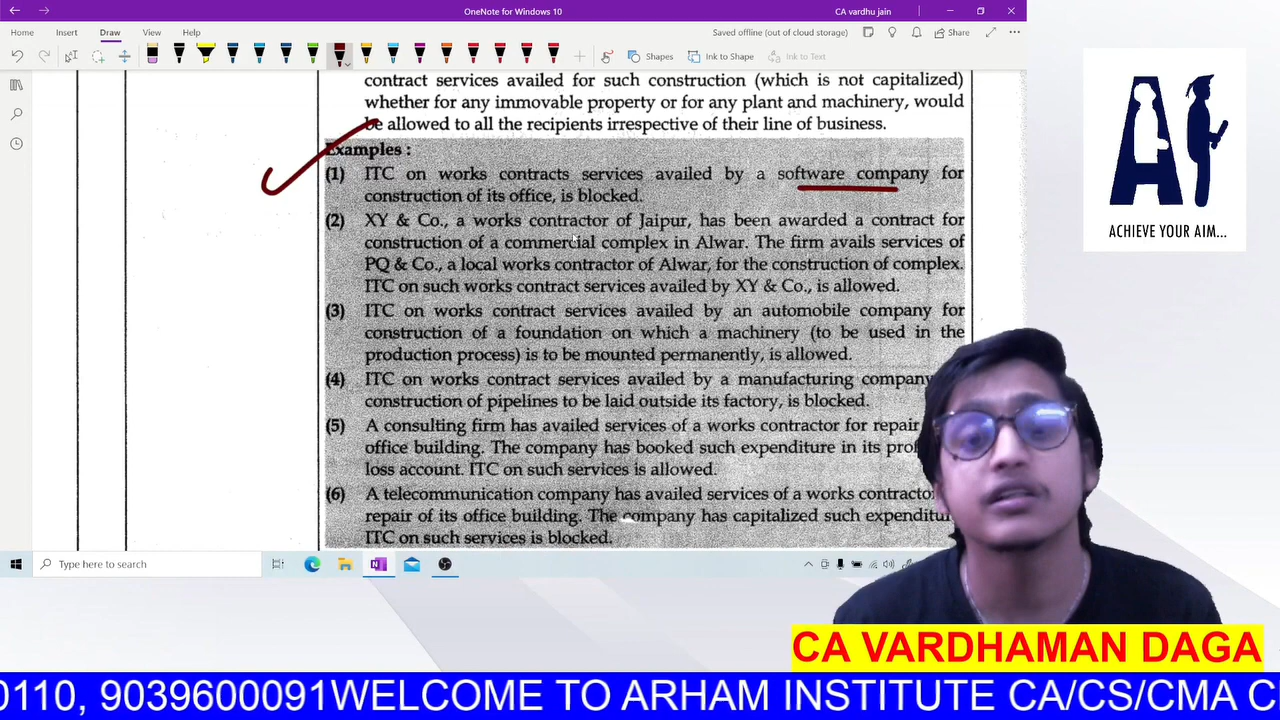 OneNote for Windows 10
CA vardhu jain
Home
Insert
Draw
View
Help
Saved offline (out of cloud storage)
Share
Shapes
Ink to Shape
Ink to Text
contract services availed for such construction (which is not capitalized)
whether for any immovable property or for any plant and machinery, would
be allowed to all the recipients irrespective of their line of business.
Examples :
(1) ITC on works contracts services availed by a software company for
construction of its office, is blocked.
(2) XY & Co., a works contractor of Jaipur, has been awarded a contract for
construction of a commercial complex in Alwar. The firm avails services of
PQ & Co., a local works contractor of Alwar, for the construction of complex.
ITC on such works contract services availed by XY & Co., is allowed.
(3) ITC on works contract services availed by an automobile company for
construction of a foundation on which a machinery (to be used in the
production process) is to be mounted permanently, is allowed.
(4) ITC on works contract services availed by a manufacturing company
construction of pipelines to be laid outside its factory, is blocked.
(5) A consulting firm has availed services of a works contractor for repair
office building. The company has booked such expenditure in its
loss account. ITC on such services is allowed.
(6) A telecommunication company has availed services of a works contractor
repair of its office building. The company has capitalized such
ITC on such services is blocked.
Type here to search
AI
ACHIEVE YOUR AIM...
CA VARDHAMAN DAGA
0110, 9039600091WELCOME TO ARHAM INSTITUTE CA/CS/CMA